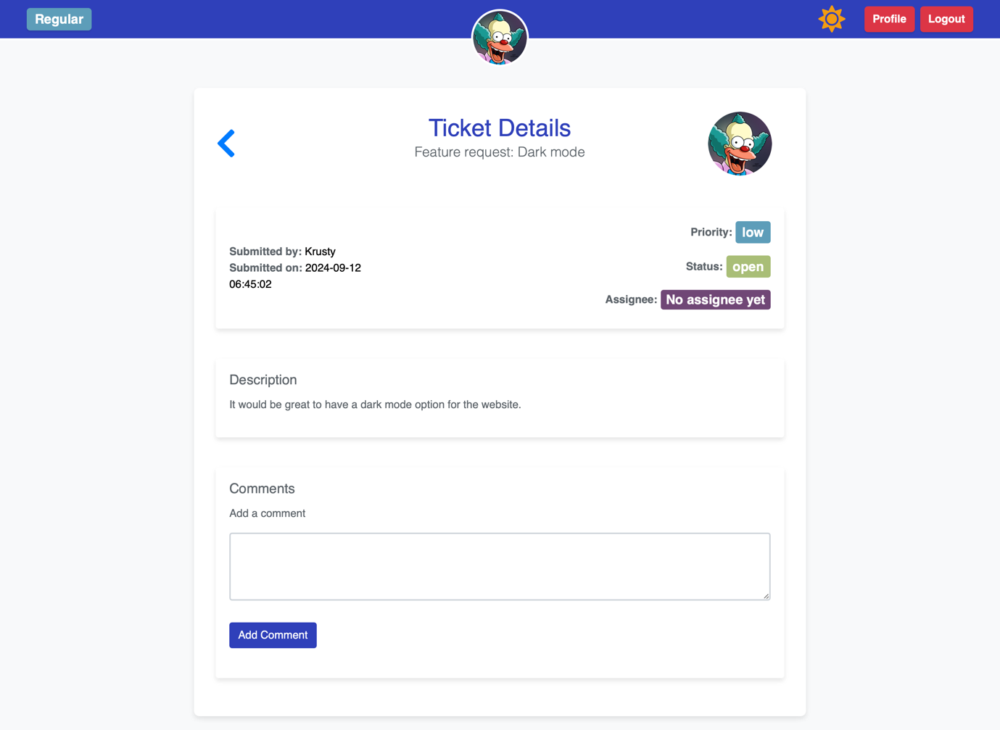 Regular
Profile
Logout
Ticket Details
Feature request: Dark mode
Submitted by: Krusty
Submitted on: 2024-09-12
06:45:02
Priority: low
Status: open
Assignee: No assignee yet
Description
It would be great to have a dark mode option for the website.
Comments
Add a comment
Add Comment